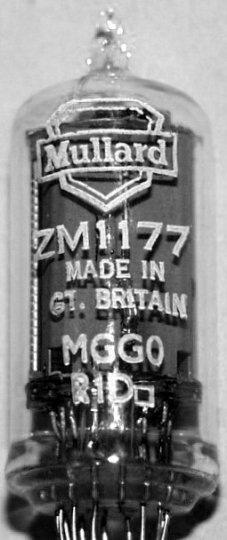 Mullard
ZM1177
MADE IN
GT. BRITAIN
MGG0
R1D□